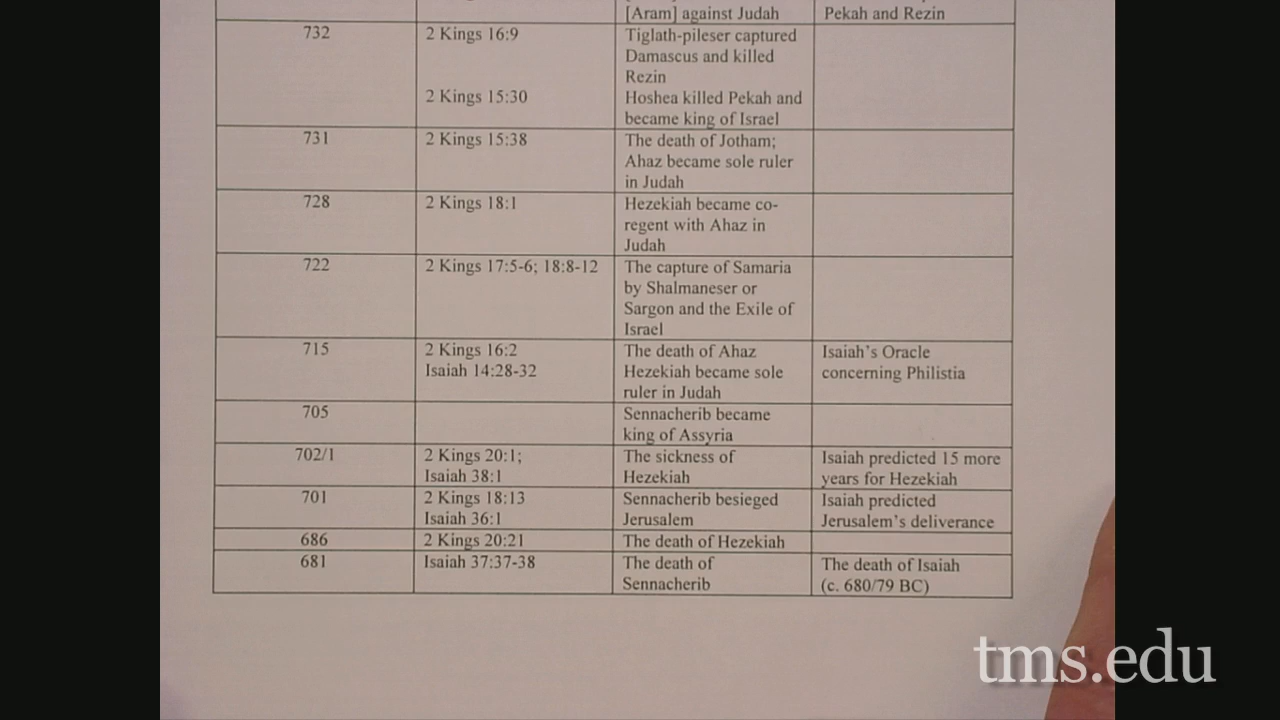 [Aram] against Judah
Pekah and Rezin
732
2 Kings 16:9
Tiglath-pileser captured
Damascus and killed
Rezin
2 Kings 15:30
Hoshea killed Pekah and
became king of Israel
731
2 Kings 15:38
The death of Jotham;
Ahaz became sole ruler
in Judah
728
2 Kings 18:1
Hezekiah became co-
regent with Ahaz in
Judah
722
2 Kings 17:5-6; 18:8-12
The capture of Samaria
by Shalmaneser or
Sargon and the Exile of
Israel
715
2 Kings 16:2
Isaiah 14:28-32
The death of Ahaz
Hezekiah became sole
ruler in Judah
Isaiah's Oracle
concerning Philistia
705
Sennacherib became
king of Assyria
702/1
2 Kings 20:1;
Isaiah 38:1
The sickness of
Hezekiah
Isaiah predicted 15 more
years for Hezekiah
701
2 Kings 18:13
Isaiah 36:1
Sennacherib besieged
Jerusalem
Isaiah predicted
Jerusalem's deliverance
686
2 Kings 20:21
The death of Hezekiah
681
Isaiah 37:37-38
The death of
Sennacherib
The death of Isaiah
(c. 680/79 BC)
tms.edu